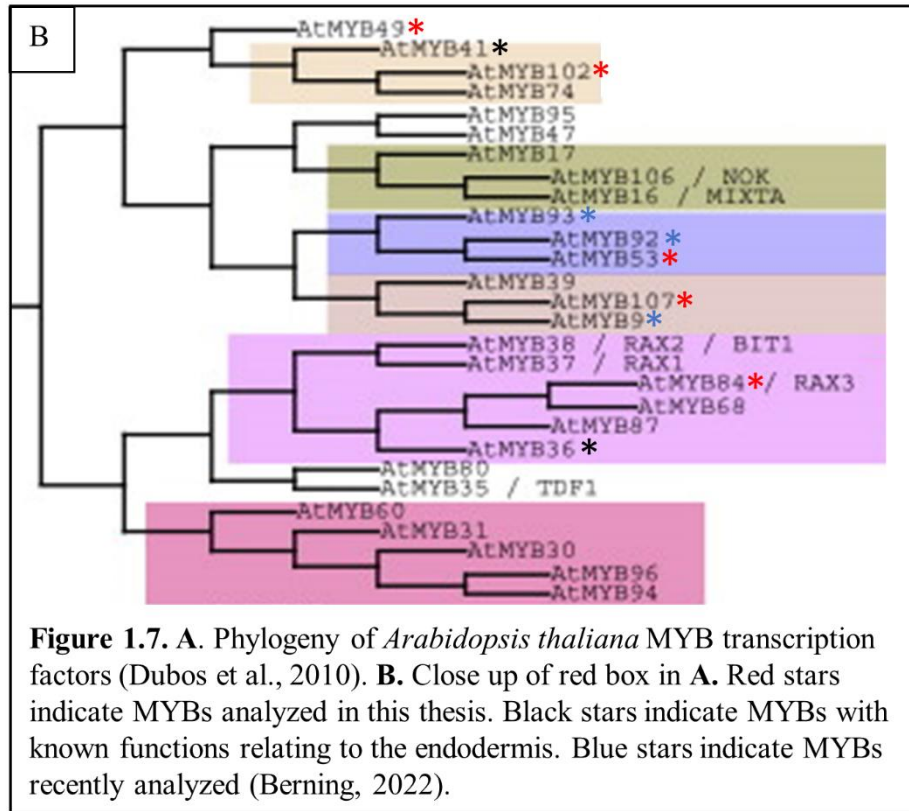 B
AtMYB49*
AtMYB41*
AtMYB102*
AtMYB74
AtMYB95
AtMYB47
AtMYB17
AtMYB106 / NOK
AtMYB16 / MIXTA
AtMYB93*
AtMYB92*
AtMYB53*
AtMYB39
AtMYB107*
AtMYB9*
AtMYB38 / RAX2 / BIT1
AtMYB37 / RAX1
AtMYB84*/ RAX3
AtMYB68
AtMYB87
AtMYB36*
AtMYB80
AtMYB35 / TDF1
AtMYB60
AtMYB31
AtMYB30
AtMYB96
AtMYB94
Figure 1.7. A. Phylogeny of Arabidopsis thaliana MYB transcription
factors (Dubos et al., 2010). B. Close up of red box in A. Red stars
indicate MYBs analyzed in this thesis. Black stars indicate MYBs with
known functions relating to the endodermis. Blue stars indicate MYBs
recently analyzed (Berning, 2022).